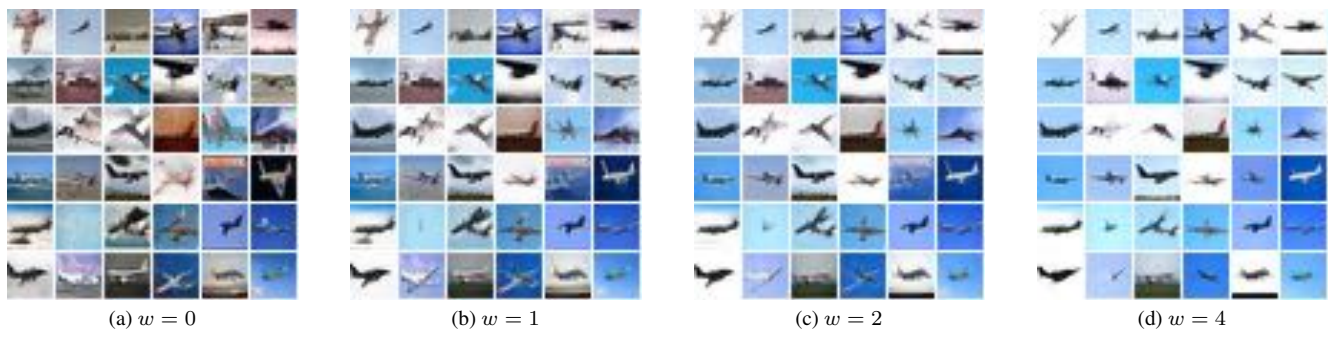 (a) w = 0
(b) w = 1
(c) w = 2
(d) w = 4